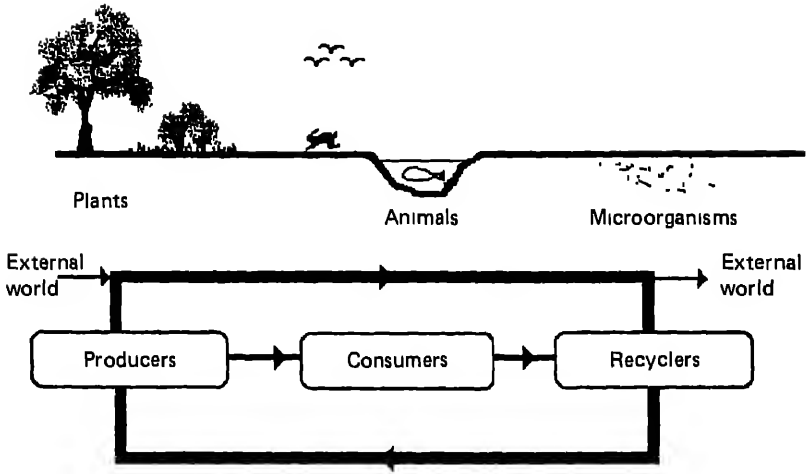 Plants
Animals
Microorganisms
External
world
External
world
Producers
Consumers
Recyclers